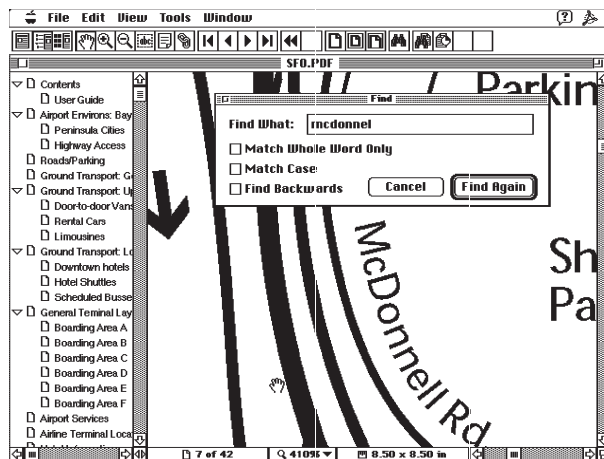 File Edit View Tools Window
SFO.PDF
Contents
User Guide
Airport Environs: Bay
Peninsula Cities
Highway Access
Roads/Parking
Ground Transport: G
Ground Transport: Up
Door-to-door Vans
Rental Cars
Limousines
Ground Transport: Lo
Downtown hotels
Hotel Shuttles
Scheduled Busse
General Teminal Lay
Boarding Area A
Boarding Area B
Boarding Area C
Boarding Area D
Boarding Area E
Boarding Area F
Airport Services
Airline Terminal Loca
Parkin
Find
Find What: mcdonnel
Match Whole Word Only
Match Case
Find Backwards Cancel Find Again
McDonnell Rd
Sh
Pa
7 of 42 410% 8.50 x 8.50 in